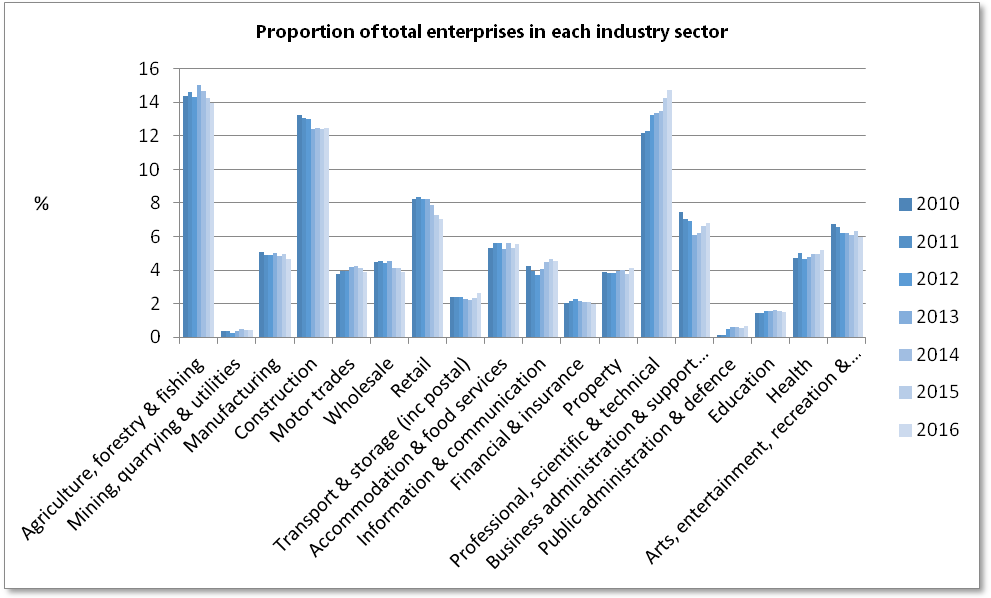 Proportion of total enterprises in each industry sector
16
14
12
10
8
6
4
2
0
%
2010
2011
2012
2013
2014
2015
2016
Agriculture, forestry & fishing
Mining, quarrying & utilities
Manufacturing
Construction
Motor trades
Wholesale
Retail
Transport & storage (inc postal)
Accommodation & food services
Information & communication
Financial & insurance
Property
Professional, scientific & technical
Business administration & support...
Public administration & defence
Education
Health
Arts, entertainment, recreation &...